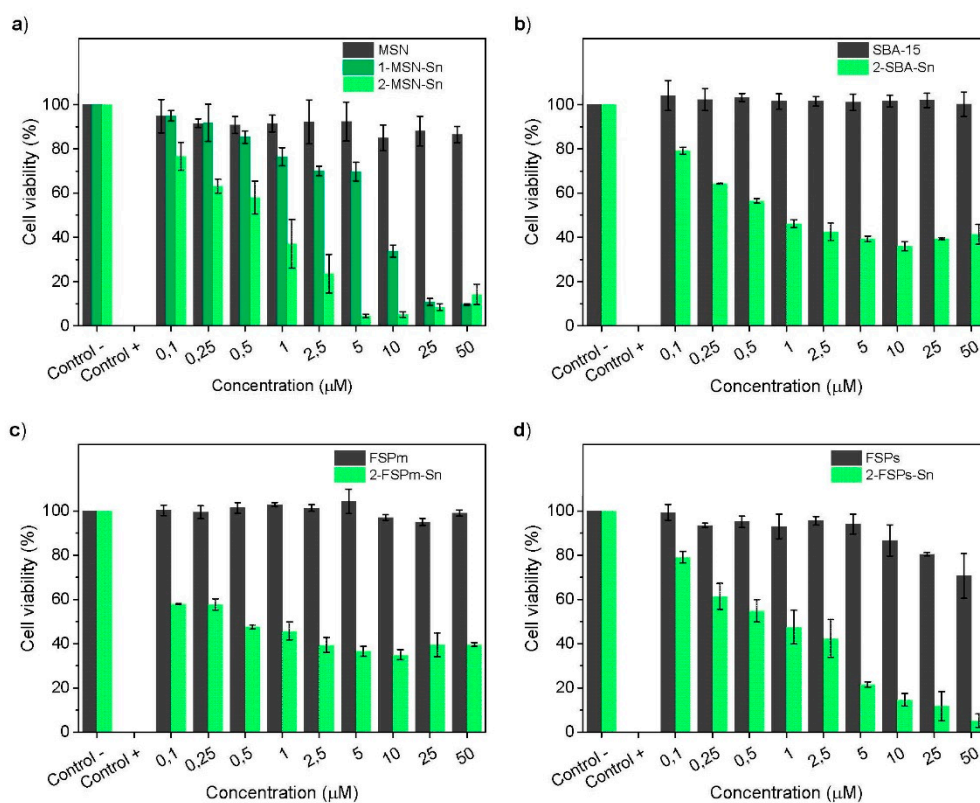 a)
MSN
1-MSN-Sn
2-MSN-Sn
Cell viability (%)
100
80
60
40
20
0
Control -
Control +
0,1
0,25
0,5
1
2,5
5
10
25
50
Concentration (μM)
b)
SBA-15
2-SBA-Sn
Cell viability (%)
100
80
60
40
20
0
Control -
Control +
0,1
0,25
0,5
1
2,5
5
10
25
50
Concentration (μM)
c)
FSPm
2-FSPm-Sn
Cell viability (%)
100
80
60
40
20
0
Control -
Control +
0,1
0,25
0,5
1
2,5
5
10
25
50
Concentration (μM)
d)
FSPs
2-FSPs-Sn
Cell viability (%)
100
80
60
40
20
0
Control -
Control +
0,1
0,25
0,5
1
2,5
5
10
25
50
Concentration (μM)